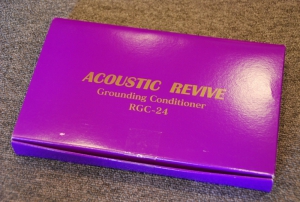 ACOUSTIC REVIVE
Grounding Conditioner
RGC-24